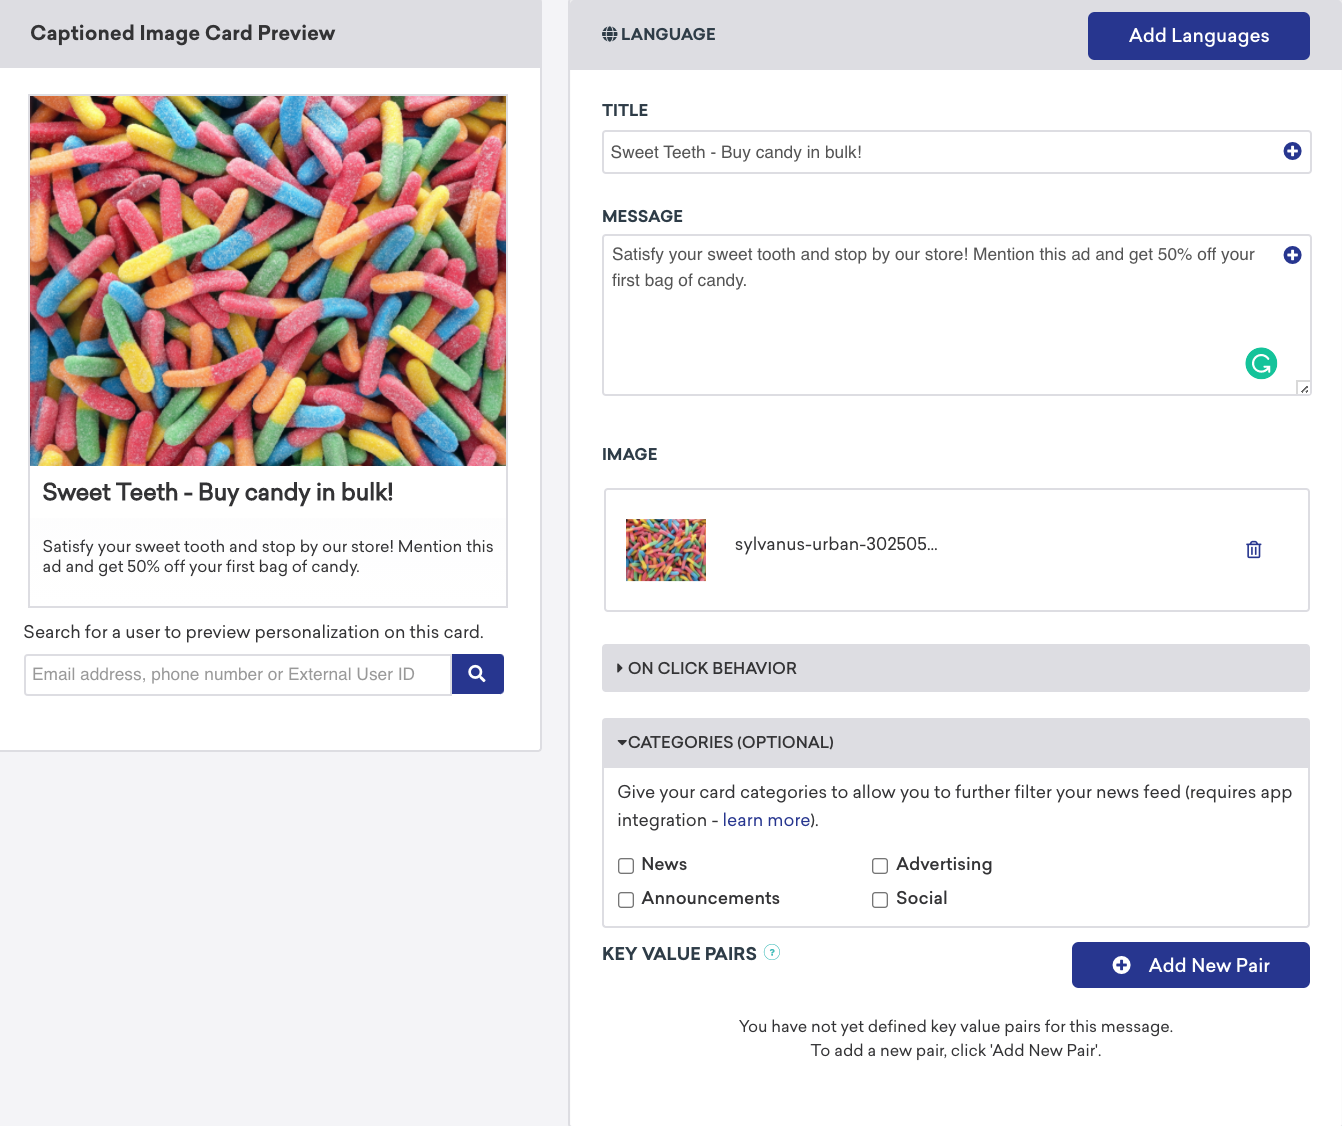 Captioned Image Card Preview
Sweet Teeth - Buy candy in bulk!
Satisfy your sweet tooth and stop by our store! Mention this
ad and get 50% off your first bag of candy.
Search for a user to preview personalization on this card.
Email address, phone number or External User ID
LANGUAGE
Add Languages
TITLE
Sweet Teeth - Buy candy in bulk!
MESSAGE
Satisfy your sweet tooth and stop by our store! Mention this ad and get 50% off your
first bag of candy.
IMAGE
sylvanus-urban-302505...
ON CLICK BEHAVIOR
CATEGORIES (OPTIONAL)
Give your card categories to allow you to further filter your news feed (requires app
integration - learn more).
News
Advertising
Announcements
Social
KEY VALUE PAIRS ?
Add New Pair
You have not yet defined key value pairs for this message.
To add a new pair, click 'Add New Pair'.